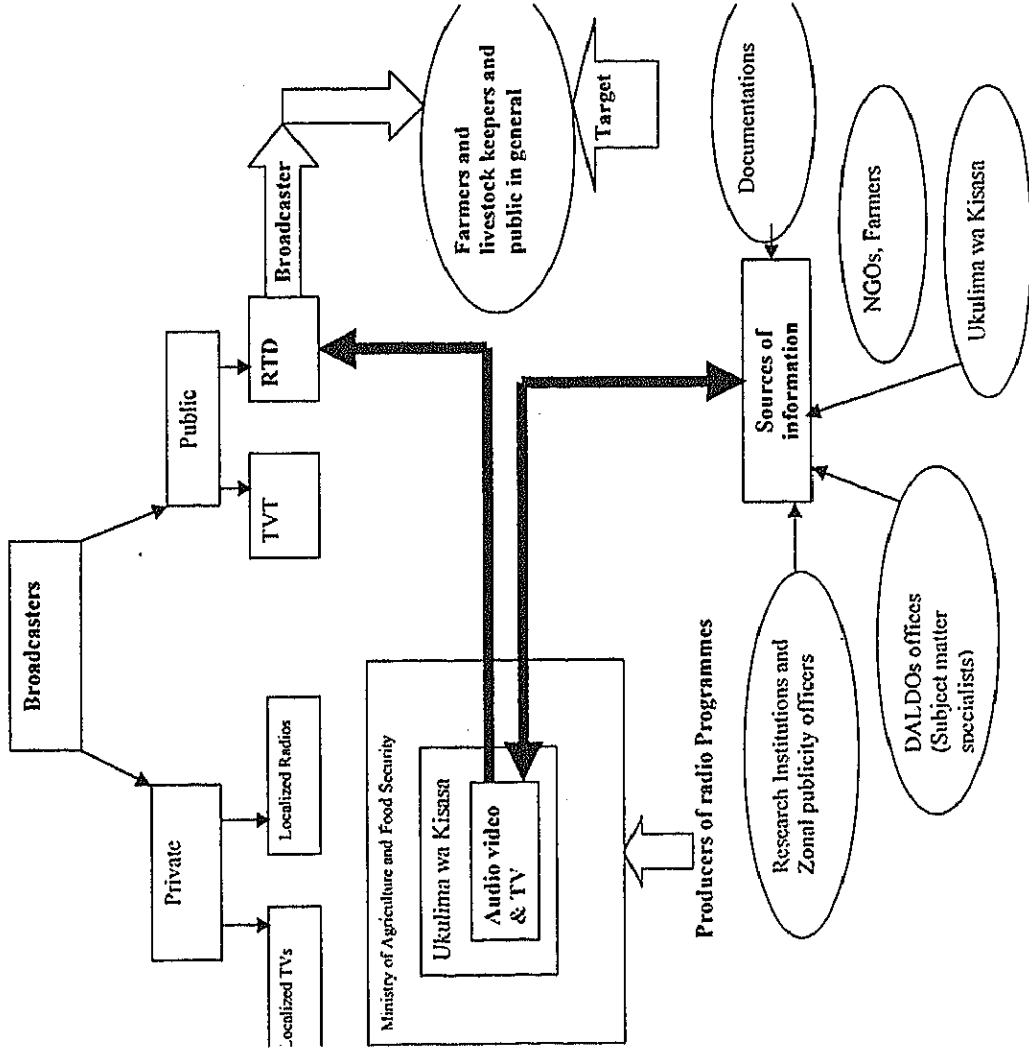 Broadcasters
Private
Public
Localized TVs
Localized Radios
TVT
RTD
Broadcaster
Farmers and
livestock keepers and
public in general
Target
Ministry of Agriculture and Food Security
Ukulima wa Kisasa
Audio video
& TV
Producers of radio Programmes
Sources of
information
Documentations
NGOs, Farmers
Ukulima wa Kisasa
Research Institutions and
Zonal publicity officers
DALDOs offices
(Subject matter
specialists)